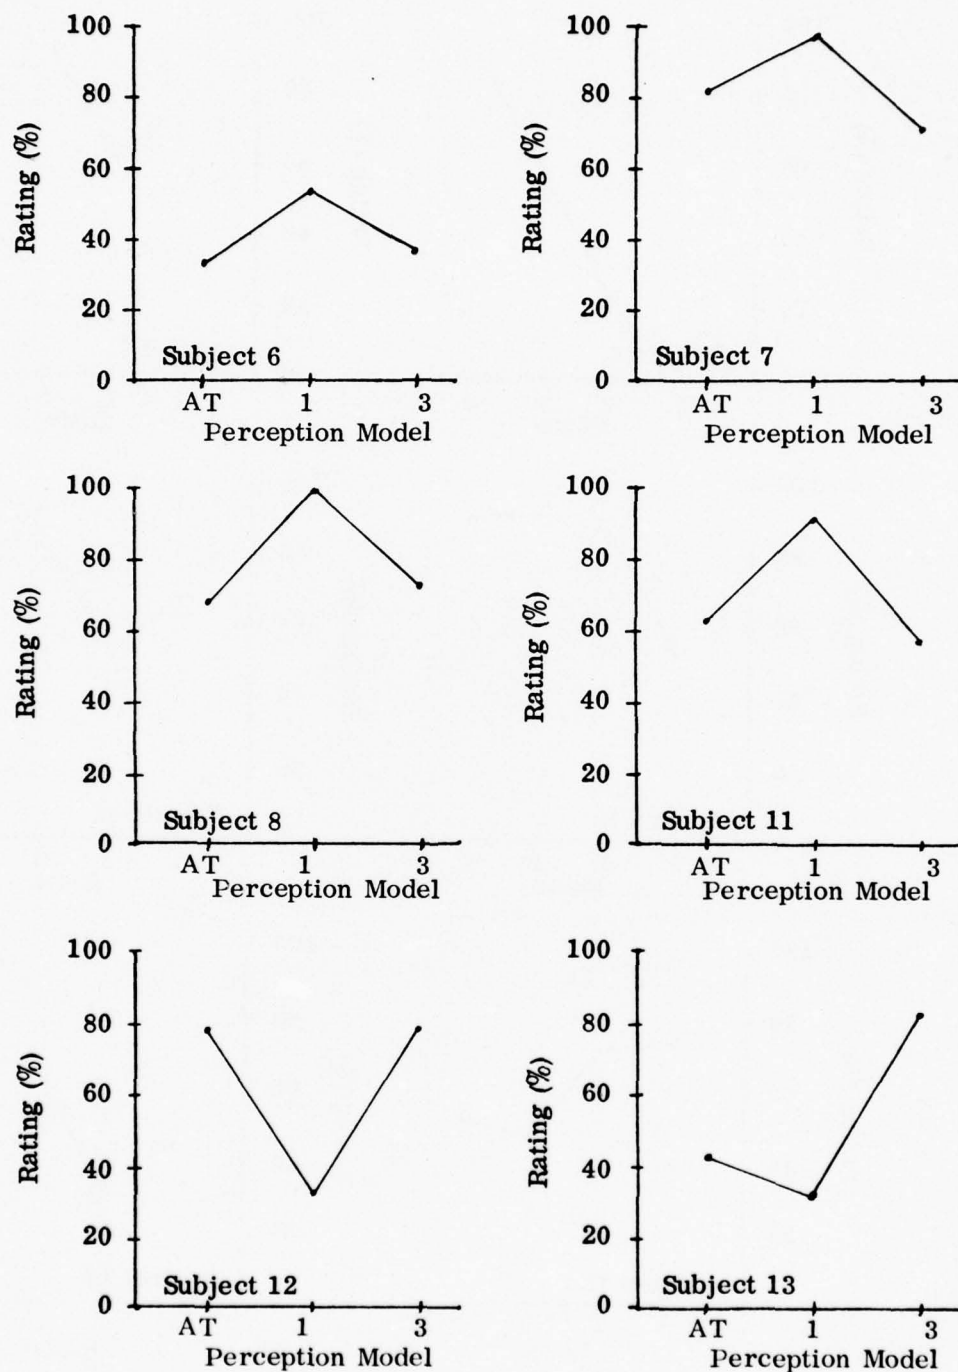 100
80
60
40
20
0
Rating (%)
Subject 6
AT 1 3
Perception Model
100
80
60
40
20
0
Rating (%)
Subject 7
AT 1 3
Perception Model
100
80
60
40
20
0
Rating (%)
Subject 8
AT 1 3
Perception Model
100
80
60
40
20
0
Rating (%)
Subject 11
AT 1 3
Perception Model
100
80
60
40
20
0
Rating (%)
Subject 12
AT 1 3
Perception Model
100
80
60
40
20
0
Rating (%)
Subject 13
AT 1 3
Perception Model